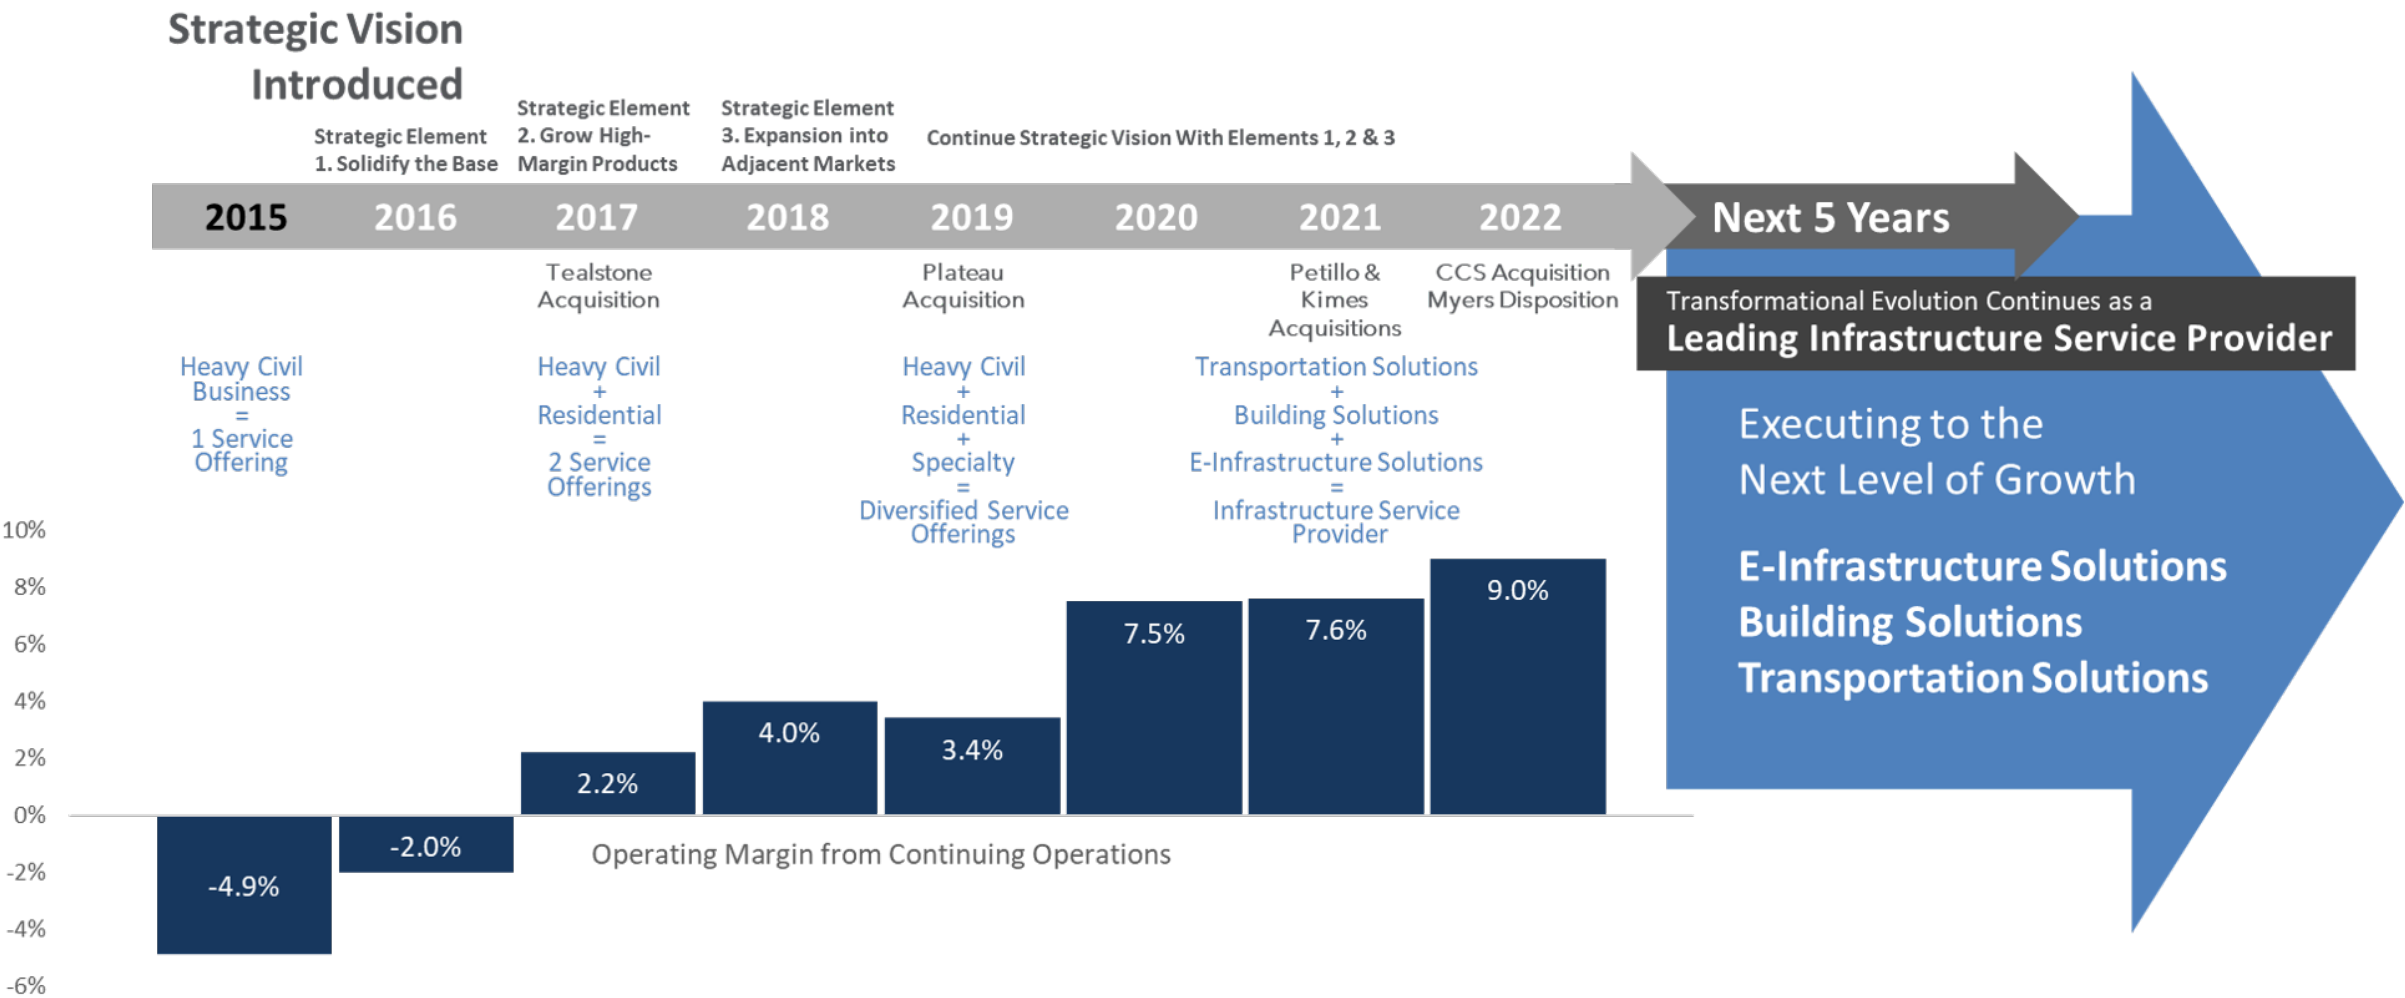 Strategic Vision
Introduced
Strategic Element
1. Solidify the Base
Strategic Element
2. Grow High-
Margin Products
Strategic Element
3. Expansion into
Adjacent Markets
Continue Strategic Vision With Elements 1, 2 & 3
2015 2016 2017 2018 2019 2020 2021 2022 Next 5 Years
Tealstone
Acquisition
Plateau
Acquisition
Petillo &
Kimes
Acquisitions
CCS Acquisition
Myers Disposition
Transformational Evolution Continues as a
Leading Infrastructure Service Provider
Heavy Civil
Business
=
1 Service
Offering
Heavy Civil
+
Residential
=
2 Service
Offerings
Heavy Civil
+
Residential
+
Specialty
=
Diversified Service
Offerings
Transportation Solutions
+
Building Solutions
+
E-Infrastructure Solutions
=
Infrastructure Service
Provider
Executing to the
Next Level of Growth
E-Infrastructure Solutions
Building Solutions
Transportation Solutions
10%
8%
6%
4%
2%
0%
-2%
-4%
-6%
-4.9%
-2.0%
2.2%
4.0%
3.4%
7.5%
7.6%
9.0%
Operating Margin from Continuing Operations